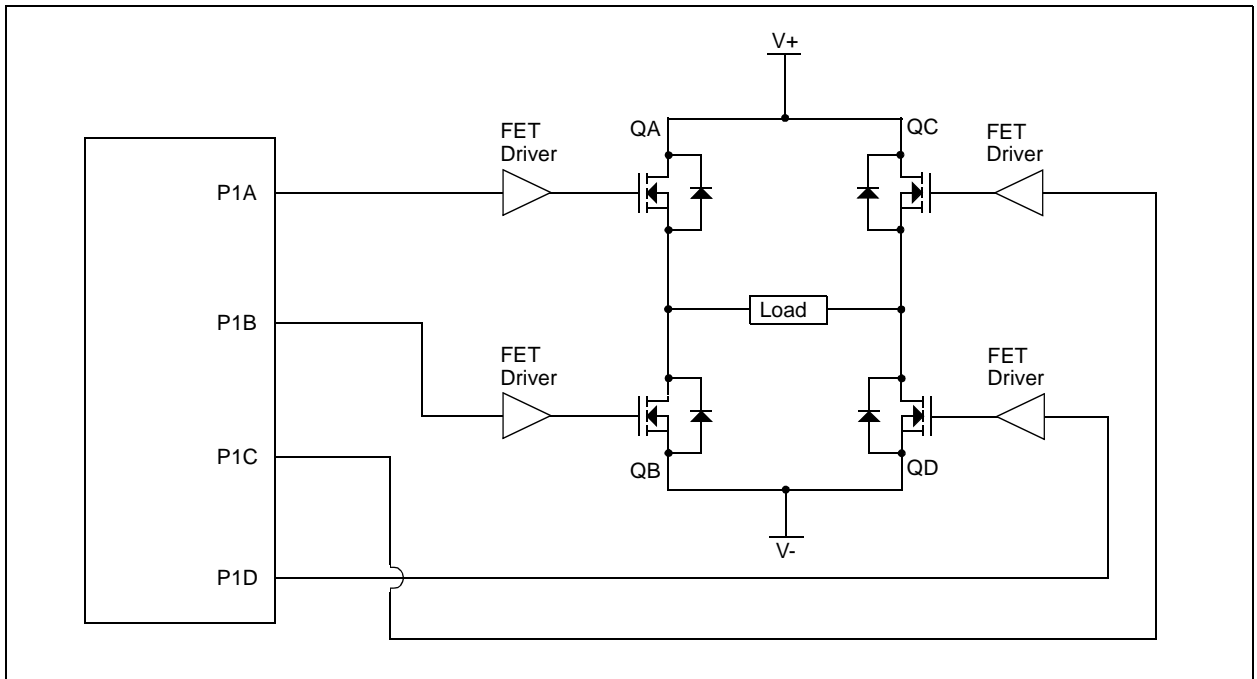 V+
QA
QC
FET
Driver
FET
Driver
P1A
Load
P1B
FET
Driver
FET
Driver
P1C
QB
QD
V-
P1D